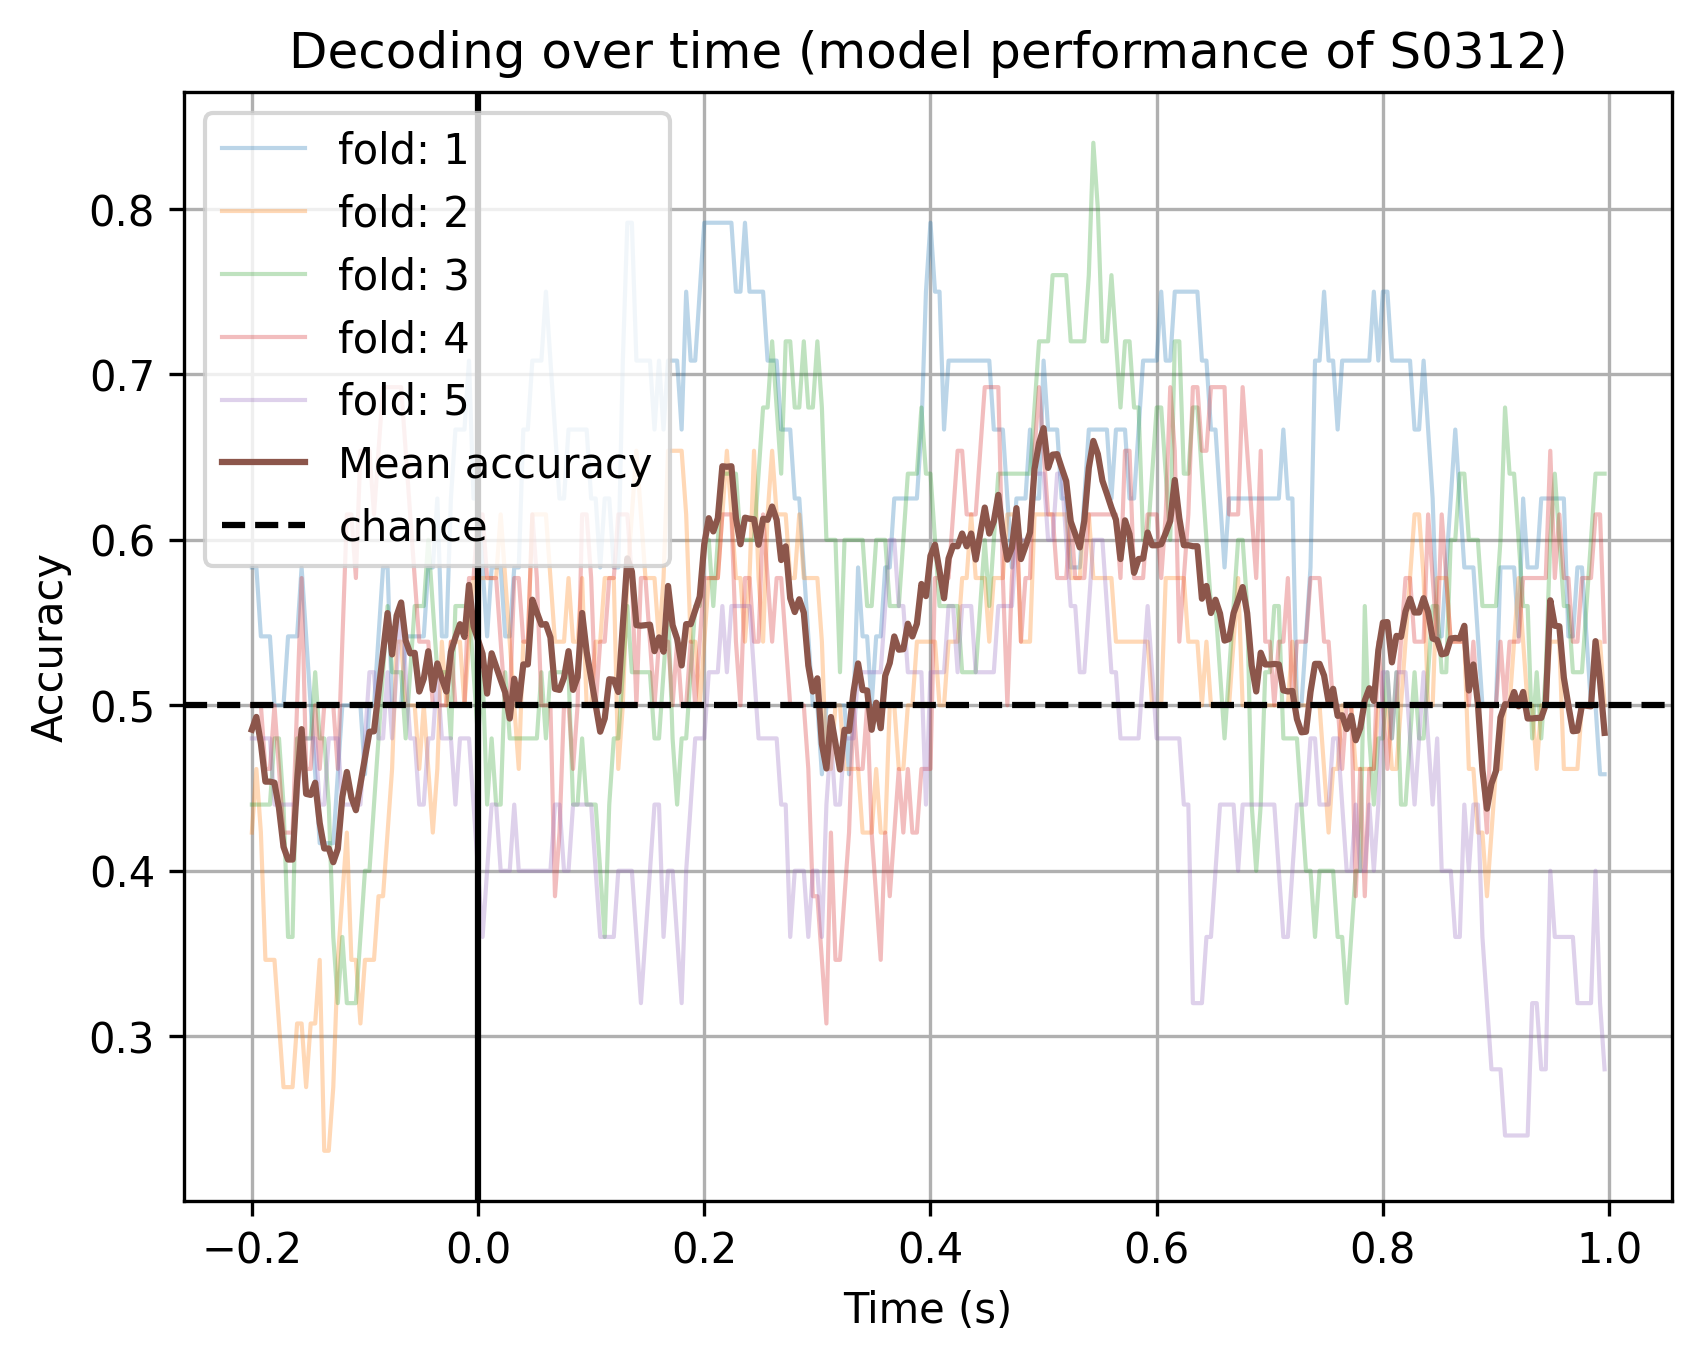 Decoding over time (model performance of S0312)
fold: 1
fold: 2
fold: 3
fold: 4
fold: 5
Mean accuracy
chance
Accuracy
0.8
0.7
0.6
0.5
0.4
0.3
−0.2 0.0 0.2 0.4 0.6 0.8 1.0
Time (s)